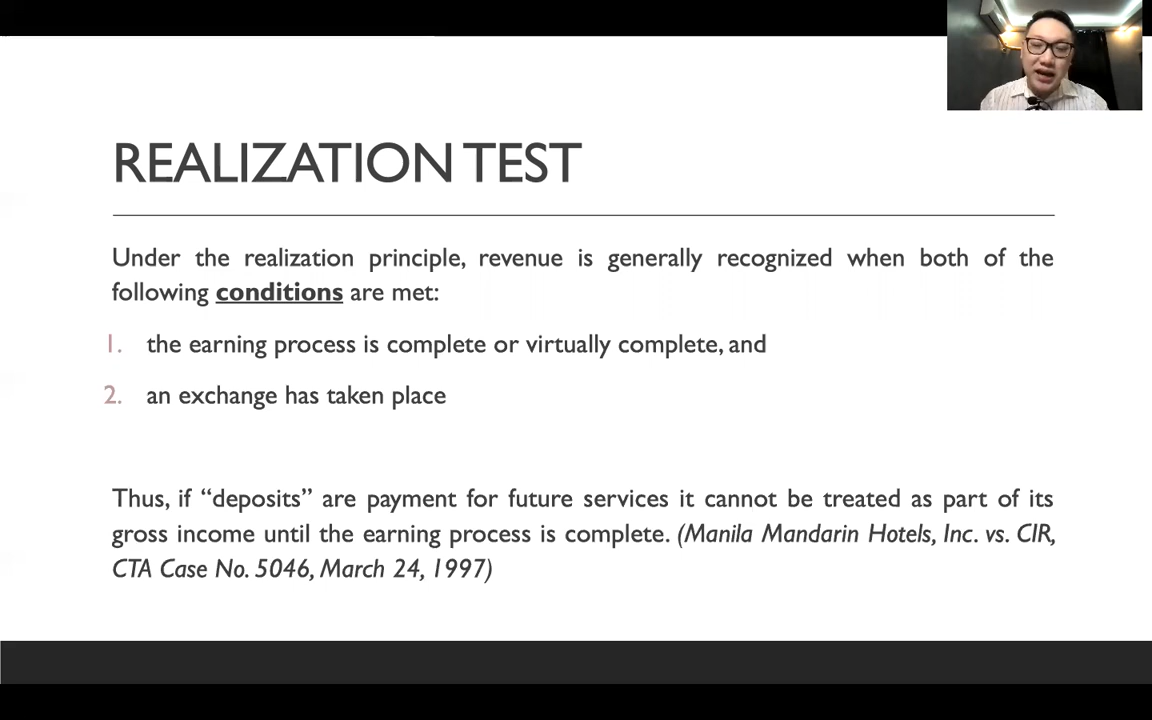 REALIZATION TEST
Under the realization principle, revenue is generally recognized when both of the
following conditions are met:
1. the earning process is complete or virtually complete, and
2. an exchange has taken place
Thus, if “deposits” are payment for future services it cannot be treated as part of its
gross income until the earning process is complete. (Manila Mandarin Hotels, Inc. vs. CIR,
CTA Case No. 5046, March 24, 1997)